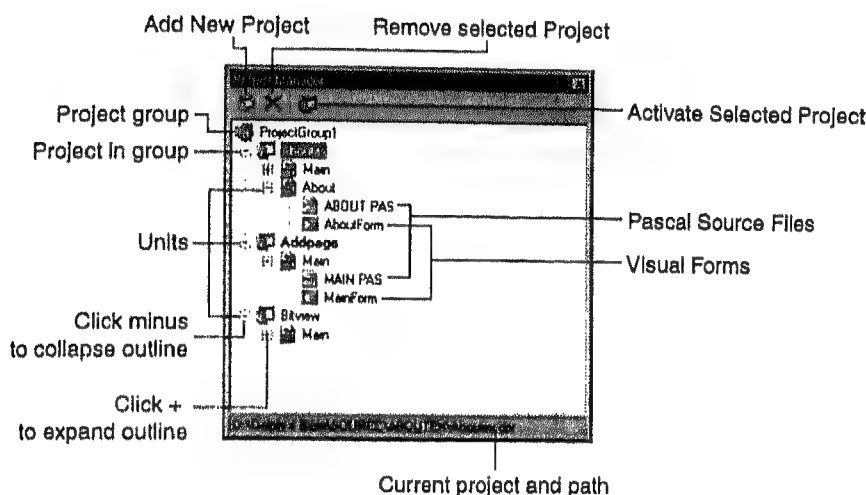 Add New Project
Remove selected Project
Project group
Activate Selected Project
ProjectGroup1
Project in group
Main
About
ABOUT PAS
Pascal Source Files
AboutForm
Units
Addpage
Visual Forms
Main
MAIN PAS
MainForm
Click minus
to collapse outline
Bitview
Main
Click +
to expand outline
Current project and path